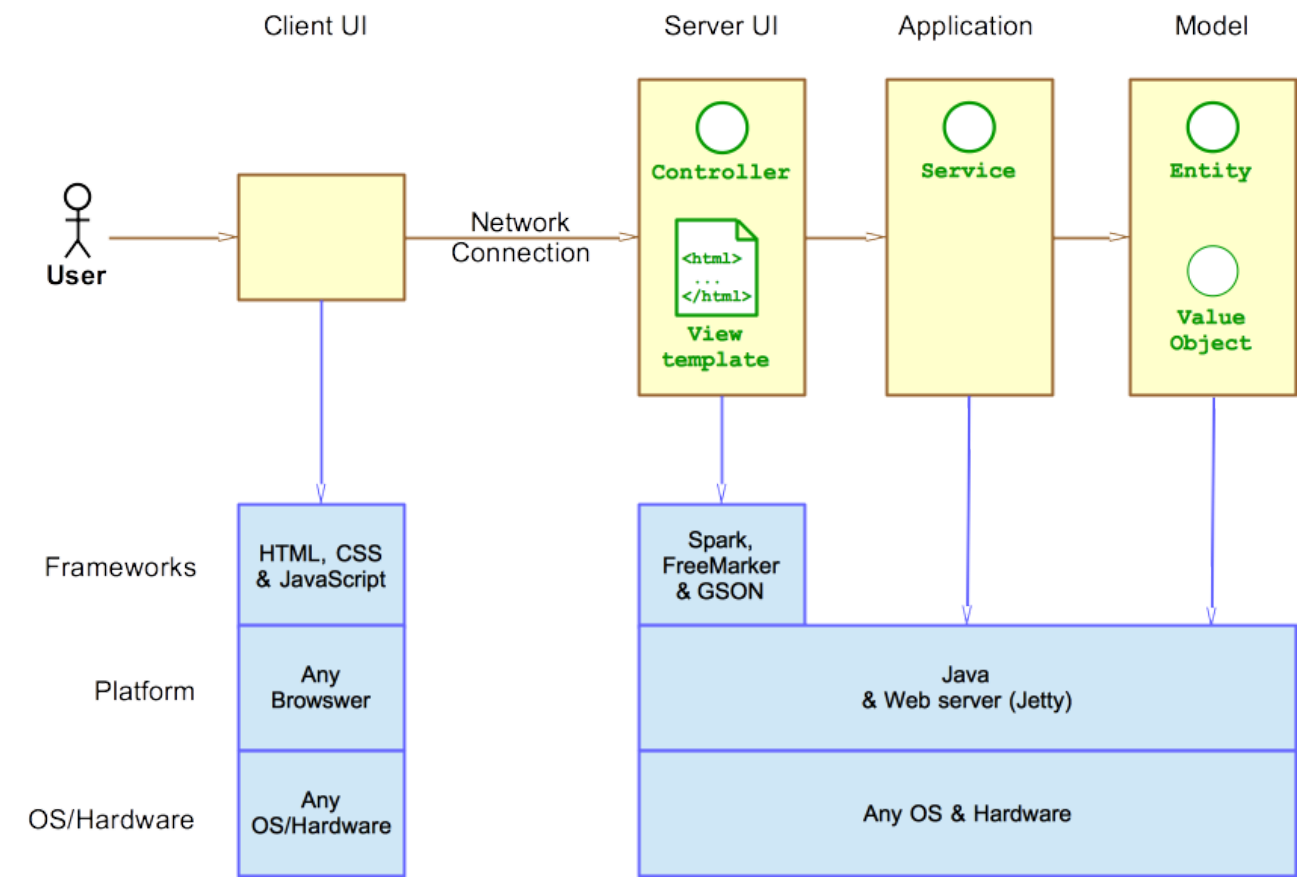 Client UI
Server UI
Application
Model
Controller
Service
Entity
User
Network
Connection
<html>
...
</html>
View
template
Value
Object
Frameworks
HTML, CSS
& JavaScript
Spark,
FreeMarker
& GSON
Platform
Any
Browswer
Java
& Web server (Jetty)
OS/Hardware
Any
OS/Hardware
Any OS & Hardware